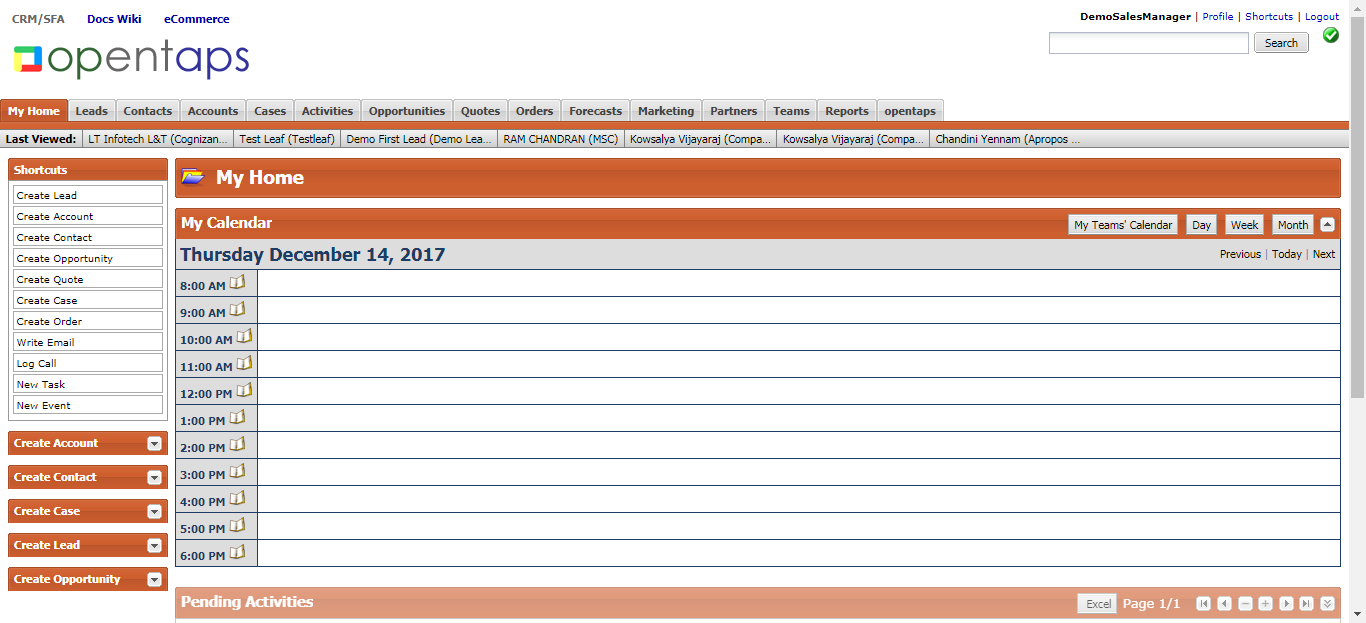 CRM/SFA Docs Wiki eCommerce
DemoSalesManager | Profile | Shortcuts | Logout
opentaps
Search
My Home Leads Contacts Accounts Cases Activities Opportunities Quotes Orders Forecasts Marketing Partners Teams Reports opentaps
Last Viewed: LT Infotech L&T (Cognizan... Test Leaf (Testleaf) Demo First Lead (Demo Lea... RAM CHANDRAN (MSC) Kowsalya Vijayaraj (Compa... Kowsalya Vijayaraj (Compa... Chandini Yennam (Apropos ...
Shortcuts
Create Lead
Create Account
Create Contact
Create Opportunity
Create Quote
Create Case
Create Order
Write Email
Log Call
New Task
New Event
Create Account
Create Contact
Create Case
Create Lead
Create Opportunity
My Home
My Calendar
My Teams' Calendar Day Week Month
Thursday December 14, 2017
Previous | Today | Next
8:00 AM
9:00 AM
10:00 AM
11:00 AM
12:00 PM
1:00 PM
2:00 PM
3:00 PM
4:00 PM
5:00 PM
6:00 PM
Pending Activities
Excel Page 1/1